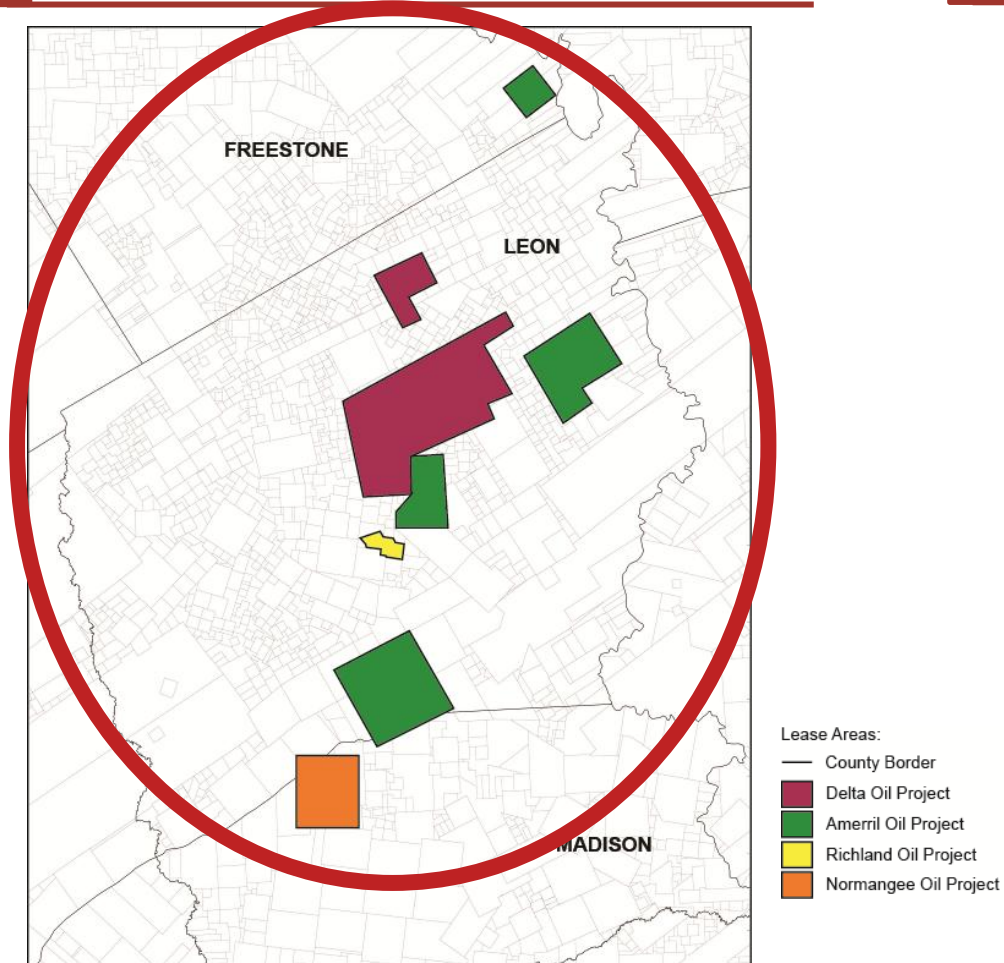 FREESTONE
LEON
MADISON
Lease Areas:
County Border
Delta Oil Project
Amerril Oil Project
Richland Oil Project
Normangee Oil Project